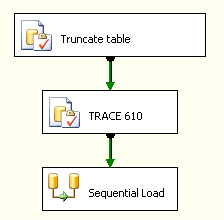 Truncate table
TRACE 610
Sequential Load